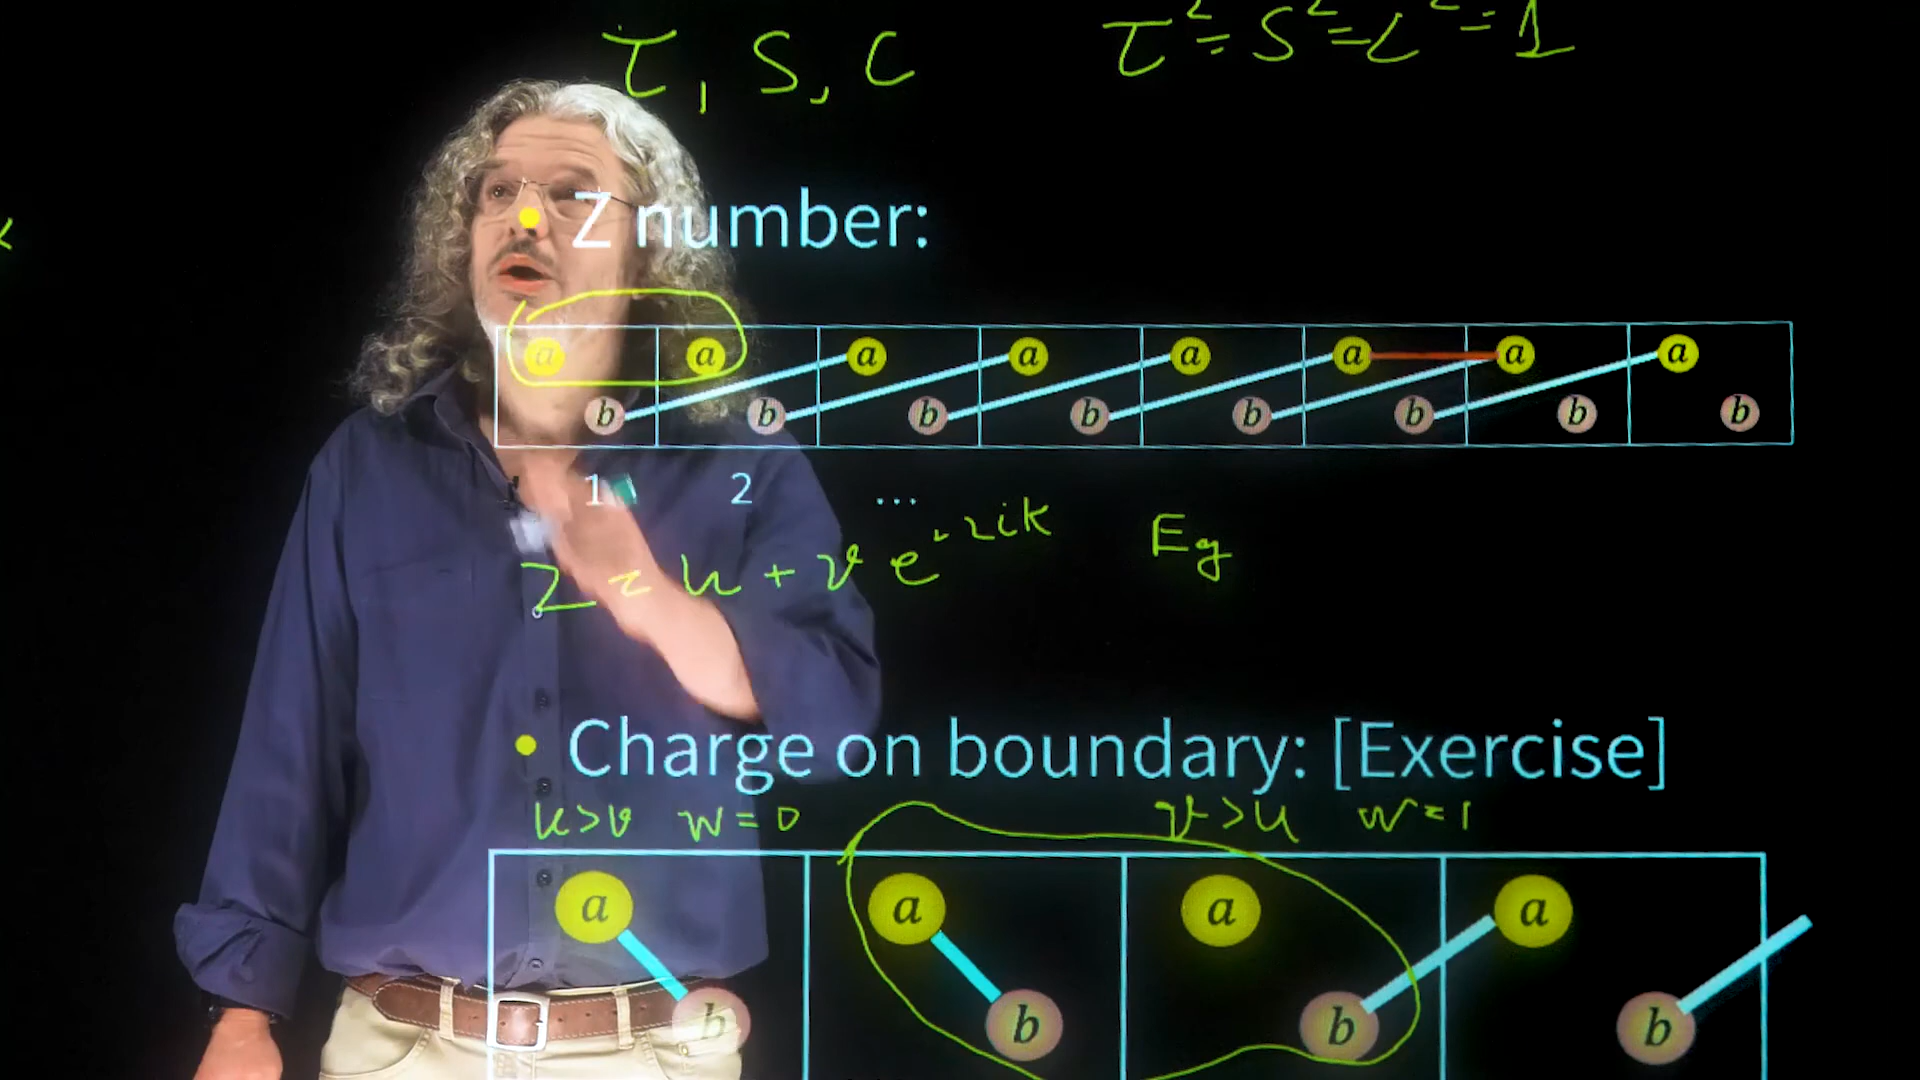 τ, S, C τ²=S²=C²=1
• Z number:
a a a a a a a a
b b b b b b b b
1 2 ...
Z = u + v e^{-2ik} Eg
• Charge on boundary: [Exercise]
u>v w=0 v>u w=1
a a a a
b b b b